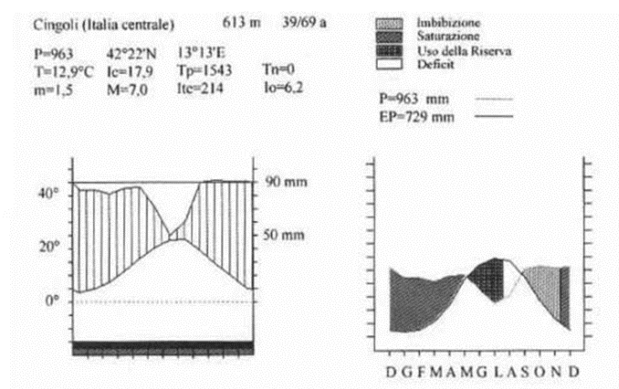 Cingoli (Italia centrale) 613 m 39/69 a
P=963 42°22'N 13°13'E
T=12,9°C Ic=17,9 Tp=1543 Tn=0
m=1,5 M=7,0 Itc=214 Io=6,2
Imbibizione
Saturazione
Uso della Riserva
Deficit
P=963 mm
EP=729 mm
40°
20°
0°
90 mm
50 mm
D G F M A M G L A S O N D